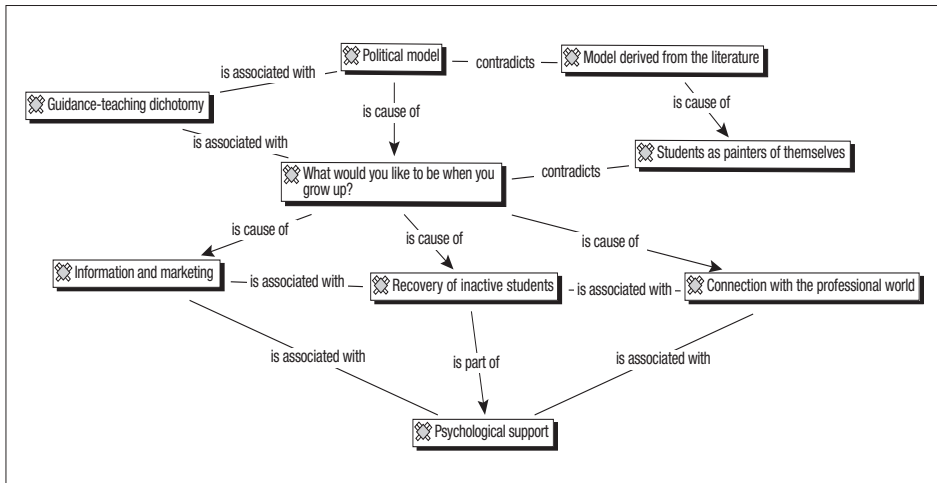 Political model
contradicts
Model derived from the literature
is associated with
Guidance-teaching dichotomy
is cause of
is cause of
is associated with
Students as painters of themselves
What would you like to be when you
grow up?
contradicts
is cause of
is cause of
is cause of
Information and marketing
is associated with
Recovery of inactive students
is associated with
Connection with the professional world
is associated with
is part of
is associated with
Psychological support